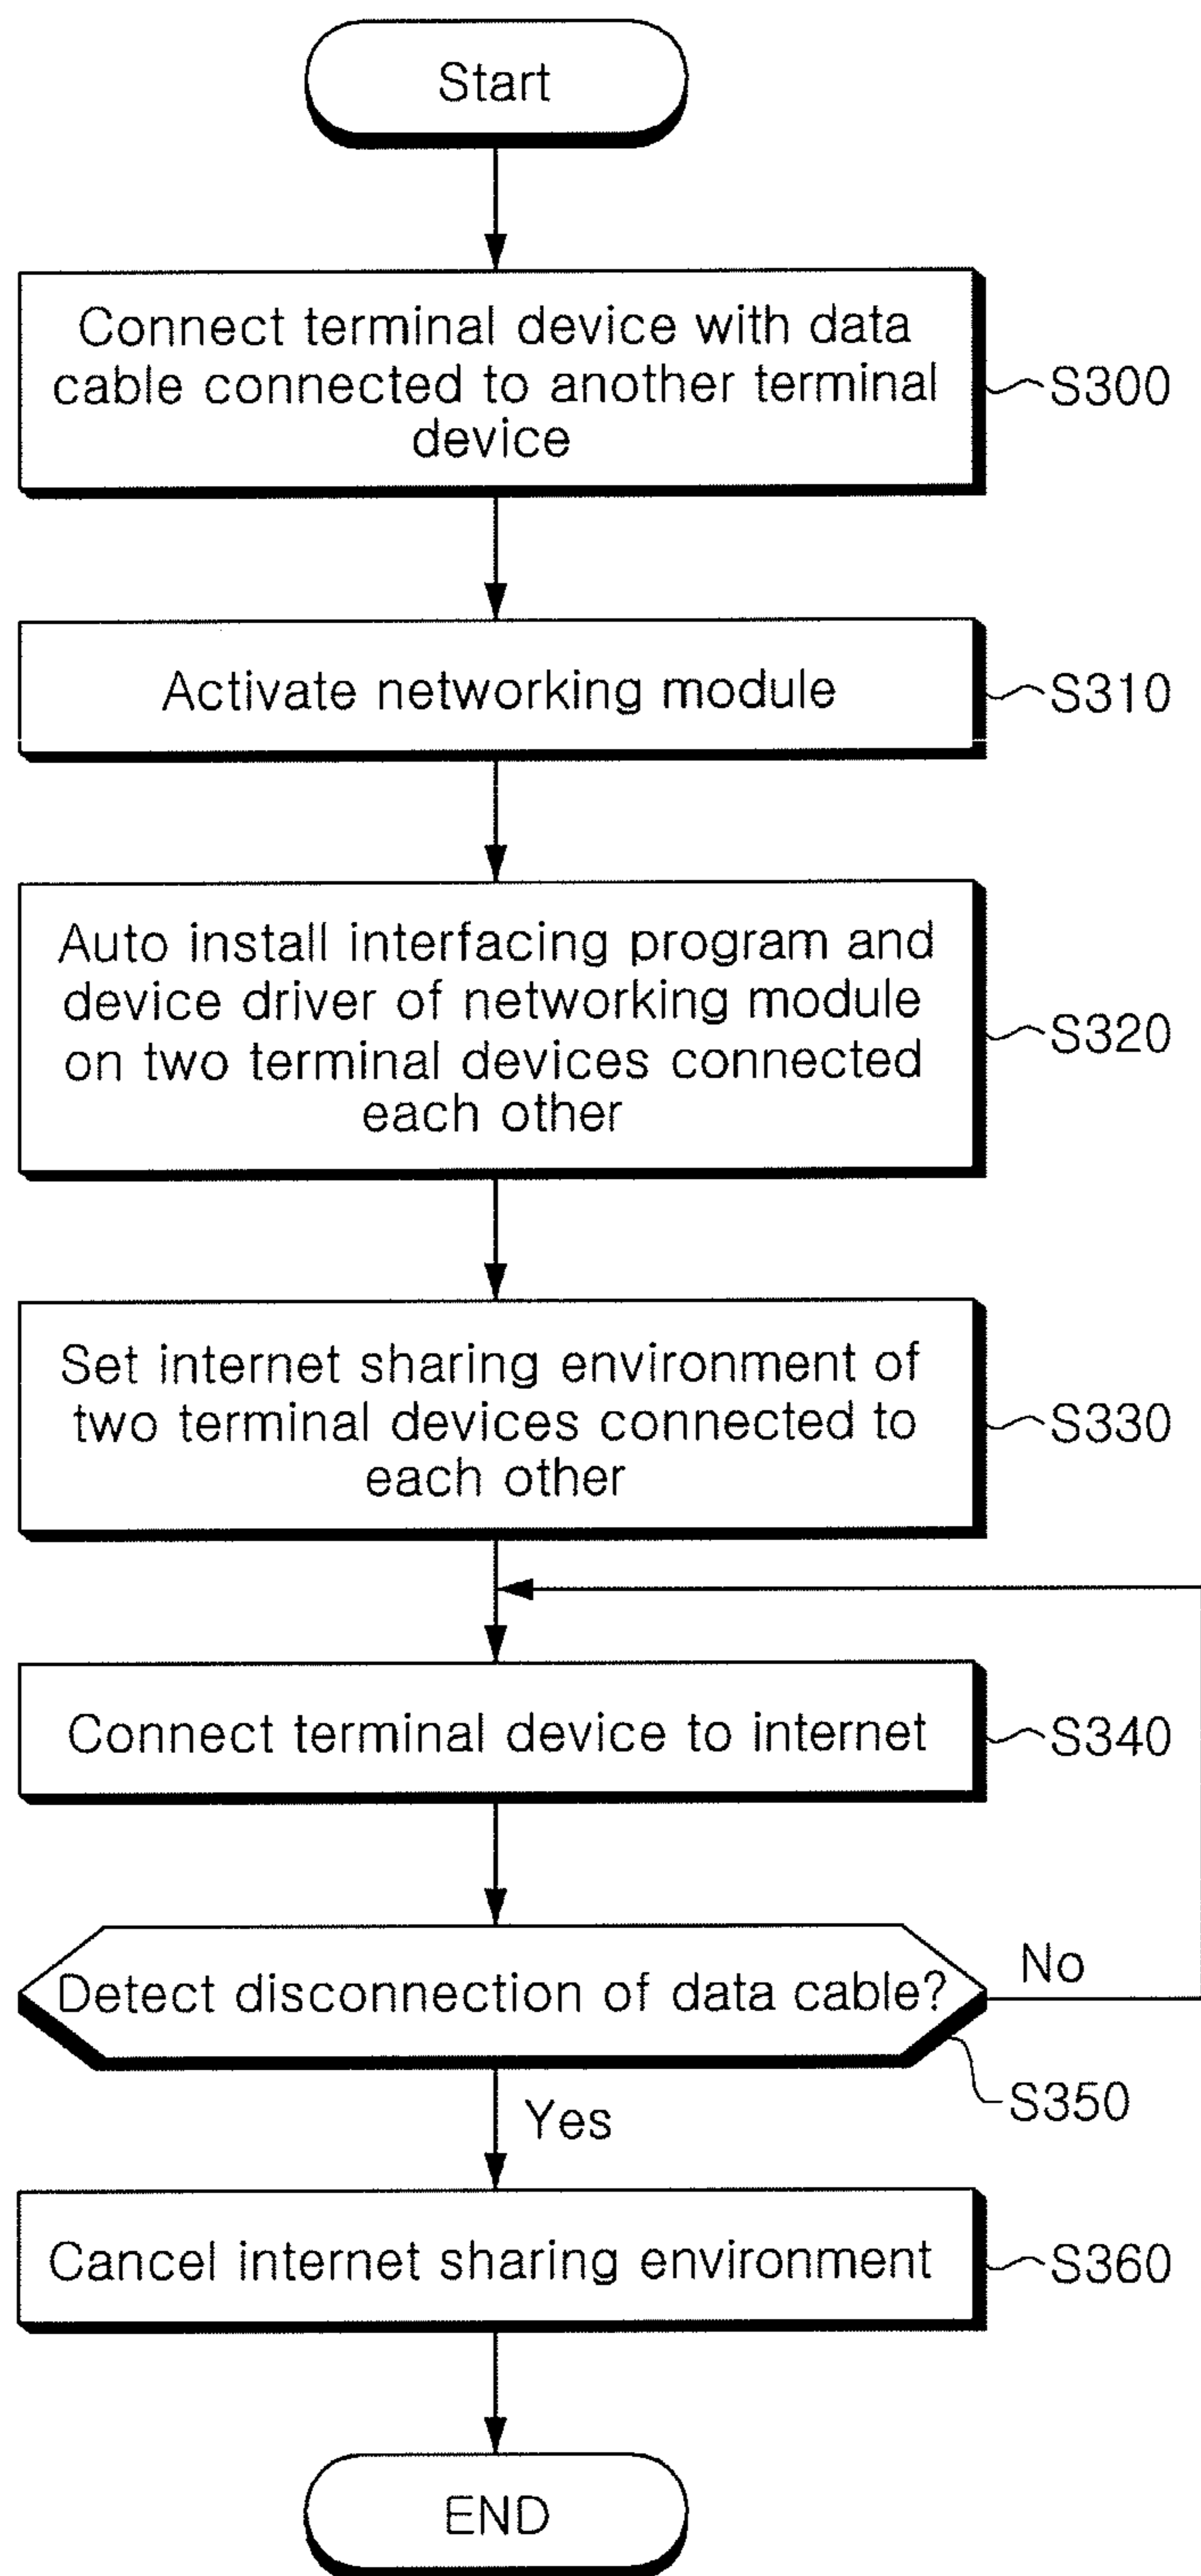 Start
Connect terminal device with data
cable connected to another terminal
device
S300
Activate networking module
S310
Auto install interfacing program and
device driver of networking module
on two terminal devices connected
each other
S320
Set internet sharing environment of
two terminal devices connected to
each other
S330
Connect terminal device to internet
S340
Detect disconnection of data cable?
No
S350
Yes
Cancel internet sharing environment
S360
END